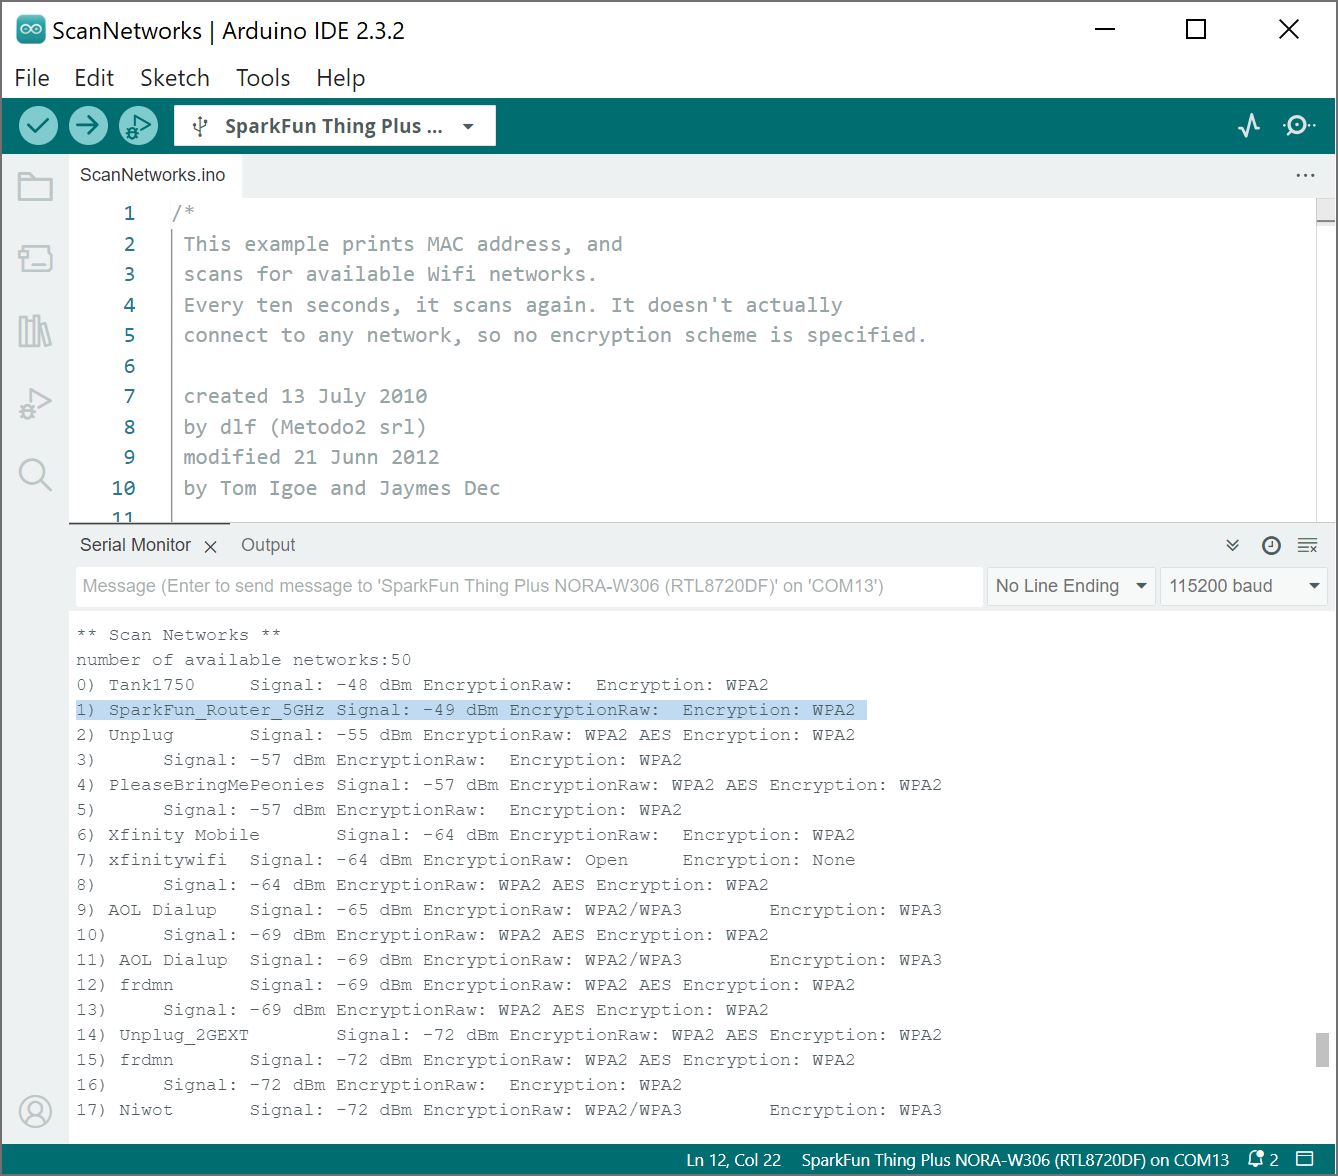 ScanNetworks | Arduino IDE 2.3.2
File Edit Sketch Tools Help
SparkFun Thing Plus ...
ScanNetworks.ino
1 /*
2 This example prints MAC address, and
3 scans for available Wifi networks.
4 Every ten seconds, it scans again. It doesn't actually
5 connect to any network, so no encryption scheme is specified.
6
7 created 13 July 2010
8 by dlf (Metodo2 srl)
9 modified 21 Junn 2012
10 by Tom Igoe and Jaymes Dec
11
Serial Monitor Output
Message (Enter to send message to 'SparkFun Thing Plus NORA-W306 (RTL8720DF)' on 'COM13') No Line Ending 115200 baud
** Scan Networks **
number of available networks:50
0) Tank1750 Signal: -48 dBm EncryptionRaw: Encryption: WPA2
1) SparkFun_Router_5GHz Signal: -49 dBm EncryptionRaw: Encryption: WPA2
2) Unplug Signal: -55 dBm EncryptionRaw: WPA2 AES Encryption: WPA2
3) Signal: -57 dBm EncryptionRaw: Encryption: WPA2
4) PleaseBringMePeonies Signal: -57 dBm EncryptionRaw: WPA2 AES Encryption: WPA2
5) Signal: -57 dBm EncryptionRaw: Encryption: WPA2
6) Xfinity Mobile Signal: -64 dBm EncryptionRaw: Encryption: WPA2
7) xfinitywifi Signal: -64 dBm EncryptionRaw: Open Encryption: None
8) Signal: -64 dBm EncryptionRaw: WPA2 AES Encryption: WPA2
9) AOL Dialup Signal: -65 dBm EncryptionRaw: WPA2/WPA3 Encryption: WPA3
10) Signal: -69 dBm EncryptionRaw: WPA2 AES Encryption: WPA2
11) AOL Dialup Signal: -69 dBm EncryptionRaw: WPA2/WPA3 Encryption: WPA3
12) frdmn Signal: -69 dBm EncryptionRaw: WPA2 AES Encryption: WPA2
13) Signal: -69 dBm EncryptionRaw: WPA2 AES Encryption: WPA2
14) Unplug_2GEXT Signal: -72 dBm EncryptionRaw: WPA2 AES Encryption: WPA2
15) frdmn Signal: -72 dBm EncryptionRaw: WPA2 AES Encryption: WPA2
16) Signal: -72 dBm EncryptionRaw: Encryption: WPA2
17) Niwot Signal: -72 dBm EncryptionRaw: WPA2/WPA3 Encryption: WPA3
Ln 12, Col 22 SparkFun Thing Plus NORA-W306 (RTL8720DF) on COM13 2